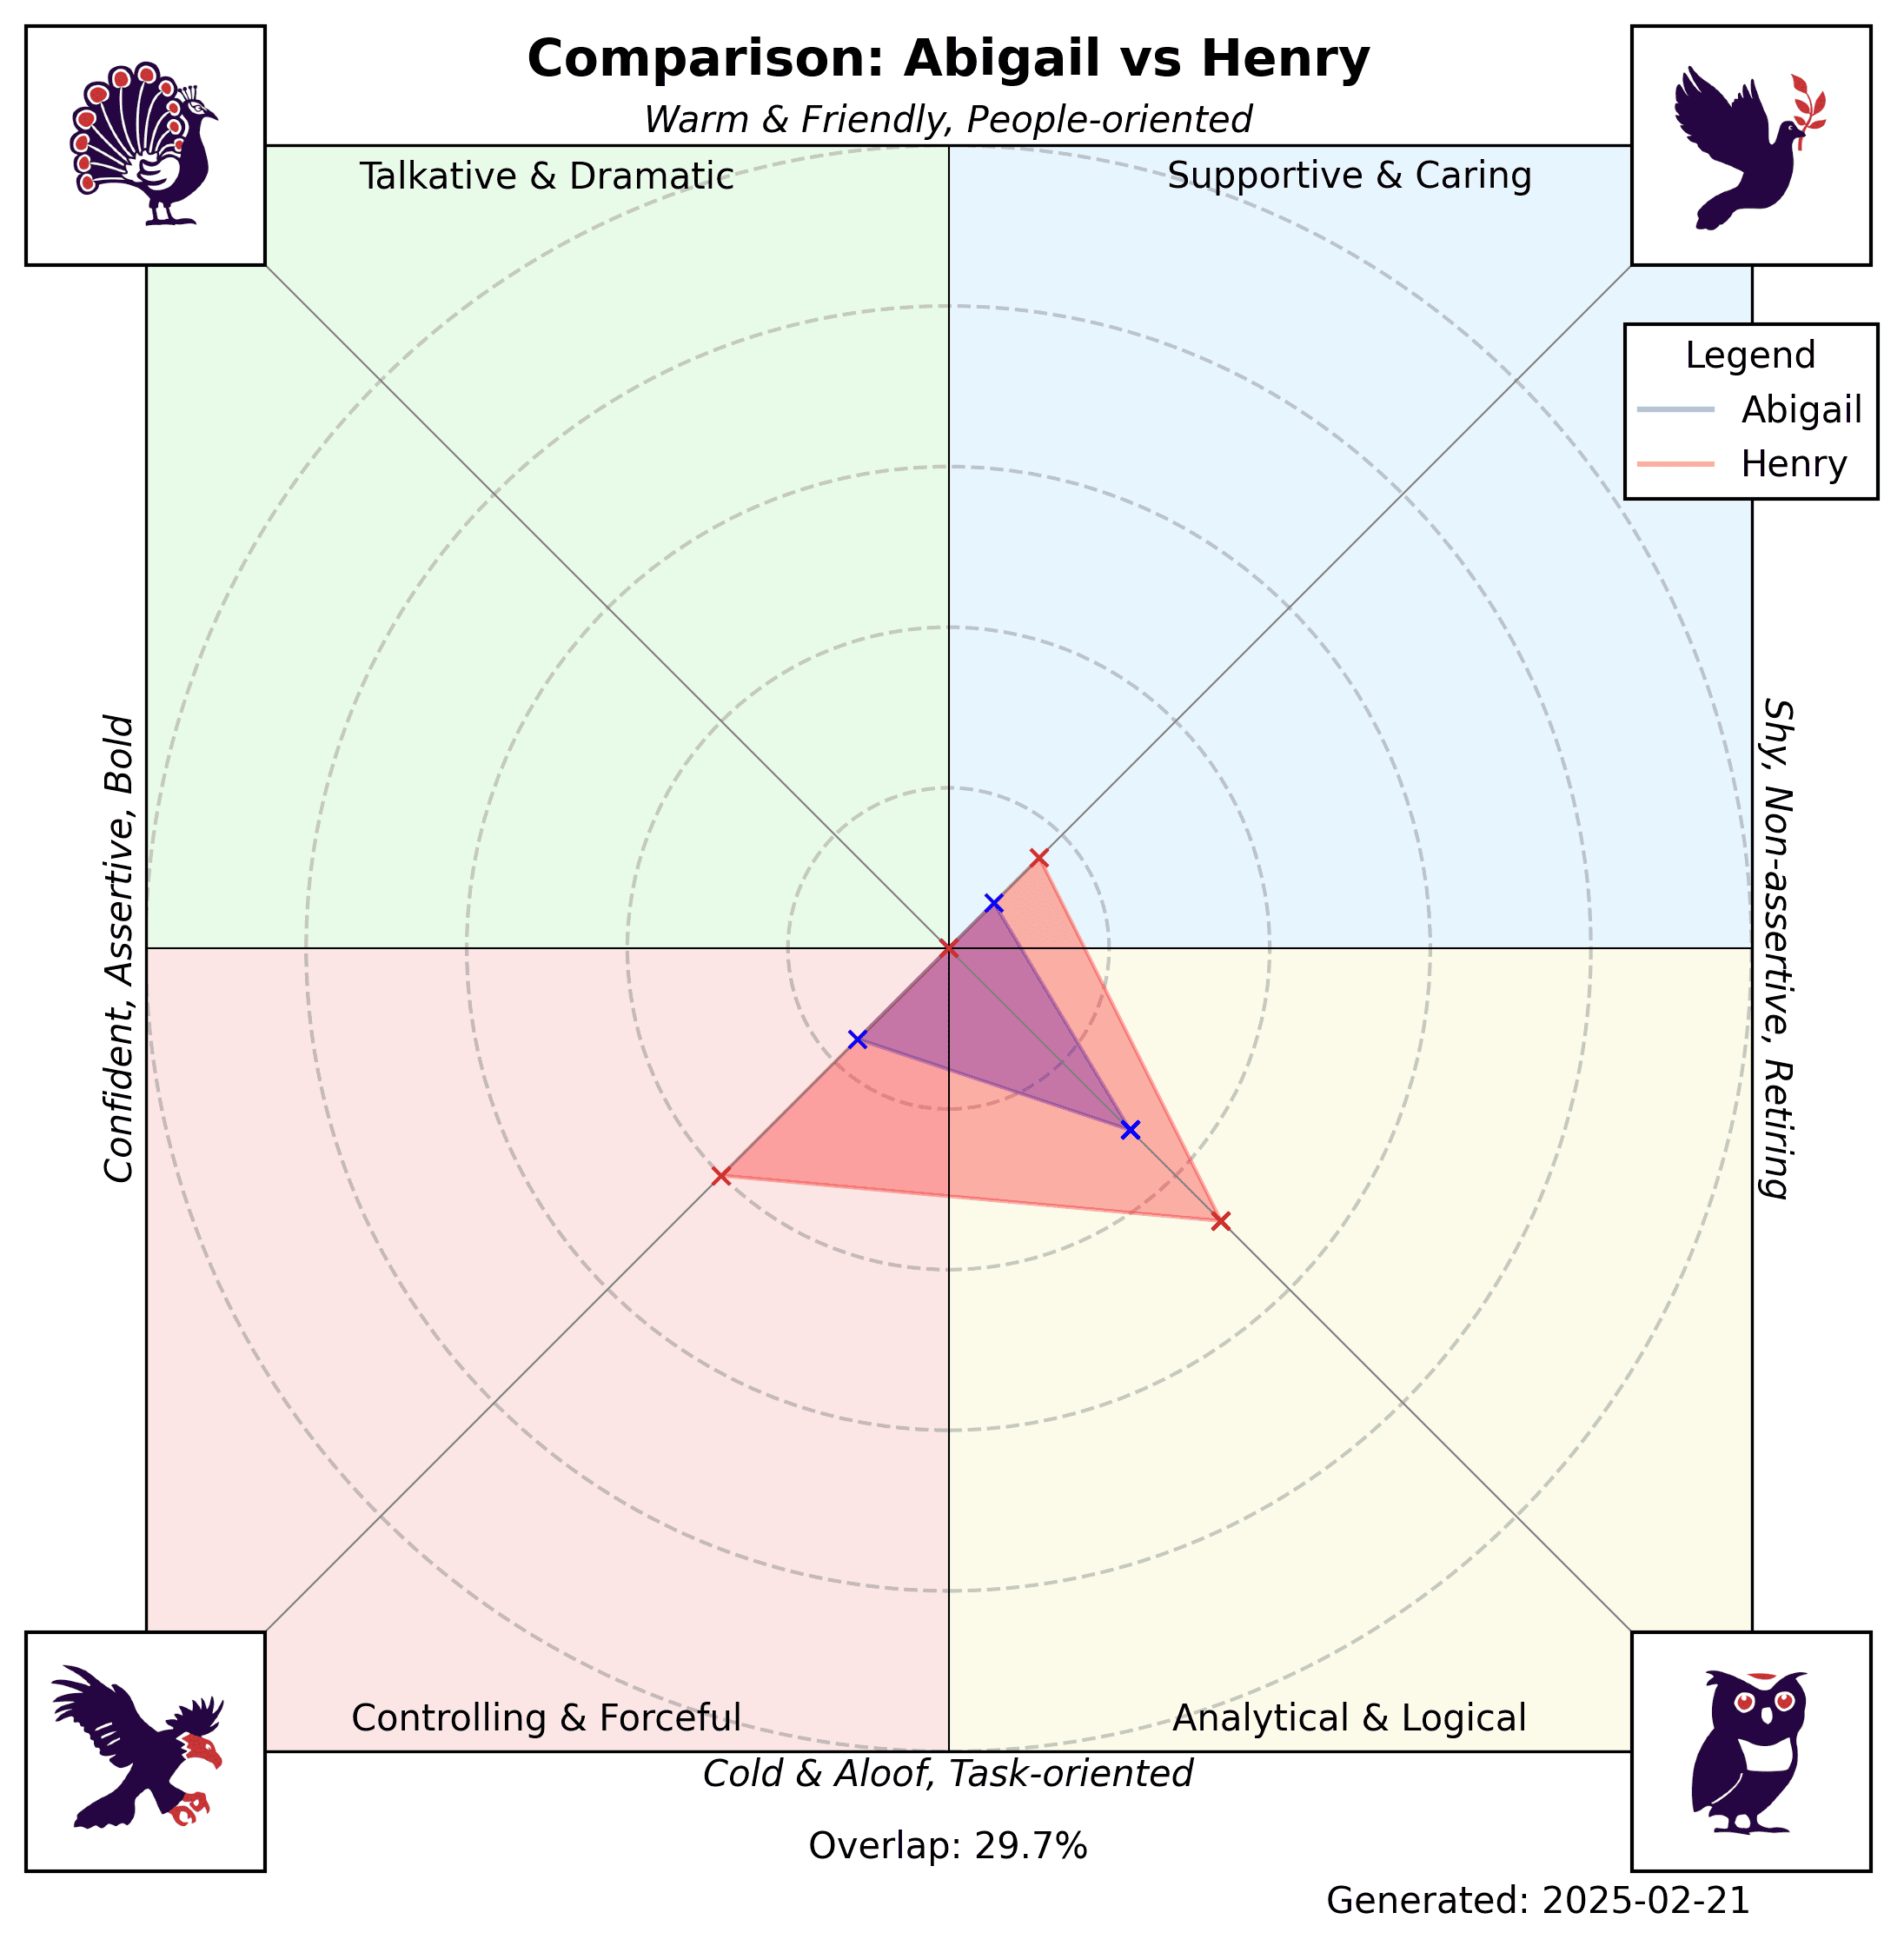 Comparison: Abigail vs Henry
Warm & Friendly, People-oriented
Talkative & Dramatic
Supportive & Caring
Legend
Abigail
Henry
Confident, Assertive, Bold
Shy, Non-assertive, Retiring
Controlling & Forceful
Analytical & Logical
Cold & Aloof, Task-oriented
Overlap: 29.7%
Generated: 2025-02-21